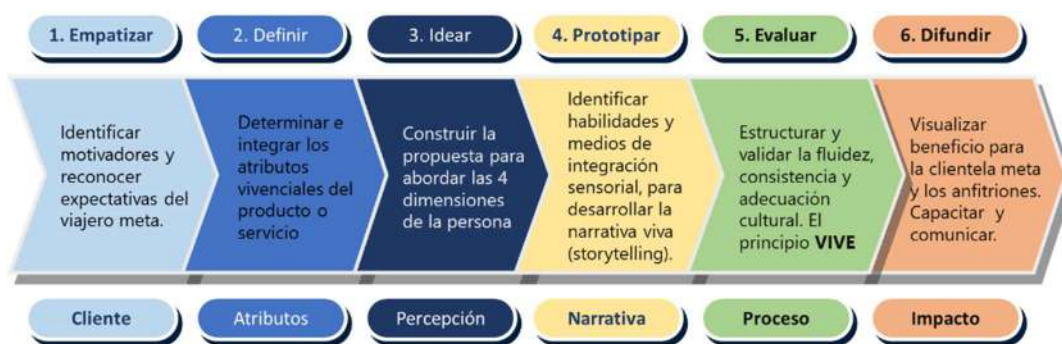 1. Empatizar
2. Definir
3. Idear
4. Prototipar
5. Evaluar
6. Difundir
Identificar
motivadores y
reconocer
expectativas del
viajero meta.
Determinar e
integrar los
atributos
vivenciales del
producto o
servicio
Construir la
propuesta para
abordar las 4
dimensiones
de la persona
Identificar
habilidades y
medios de
integración
sensorial, para
desarrollar la
narrativa viva
(storytelling).
Estructurar y
validar la fluidez,
consistencia y
adecuación
cultural. El
principio VIVE
Visualizar
beneficio para
la clientela meta
y los anfitriones.
Capacitar y
comunicar.
Cliente
Atributos
Percepción
Narrativa
Proceso
Impacto